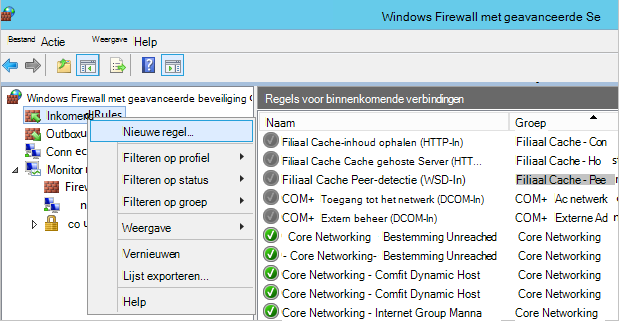 Windows Firewall met geavanceerde Se
Bestand Actie Weergave Help
Windows Firewall met geavanceerde beveiliging
Inkomend Rules
Outbou
Conn ec
Monitor
Firew
n
co u
Nieuwe regel...
Filteren op profiel
Filteren op status
Filteren op groep
Weergave
Vernieuwen
Lijst exporteren...
Help
Regels voor binnenkomende verbindingen
Naam Groep
Filiaal Cache-inhoud ophalen (HTTP-In) Filiaal Cache - Con
Filiaal Cache Cache gehoste Server (HTT... Filiaal Cache - Ho s
Filiaal Cache Peer-detectie (WSD-In) Filiaal Cache - Pee
COM+ Toegang tot het netwerk (DCOM-In) COM+ Ac netwerk
COM+ Extern beheer (DCOM-In) COM+ Externe Ad
Core Networking Bestemming Unreached Core Networking
- Core Networking- Bestemming Unreached Core Networking
Core Networking - Comfit Dynamic Host Core Networking
Core Networking - Comfit Dynamic Host Core Networking
Core Networking - Internet Group Manna Core Networking